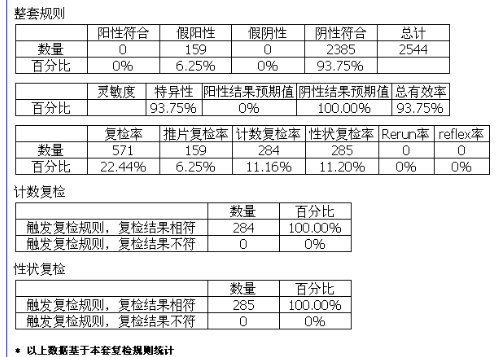 整套规则
阳性符合 假阳性 假阴性 阴性符合 总计
数量 0 159 0 2385 2544
百分比 0% 6.25% 0% 93.75%
灵敏度 特异性 阳性结果预期值 阴性结果预期值 总有效率
百分比 93.75% 0% 100.00% 93.75%
复检率 推片复检率 计数复检率 性状复检率 Rerun率 reflex率
数量 571 159 284 285 0 0
百分比 22.44% 6.25% 11.16% 11.20% 0% 0%
计数复检
数量 百分比
触发复检规则，复检结果相符 284 100.00%
触发复检规则，复检结果不符 0 0%
性状复检
数量 百分比
触发复检规则，复检结果相符 285 100.00%
触发复检规则，复检结果不符 0 0%
* 以上数据基于本套复检规则统计